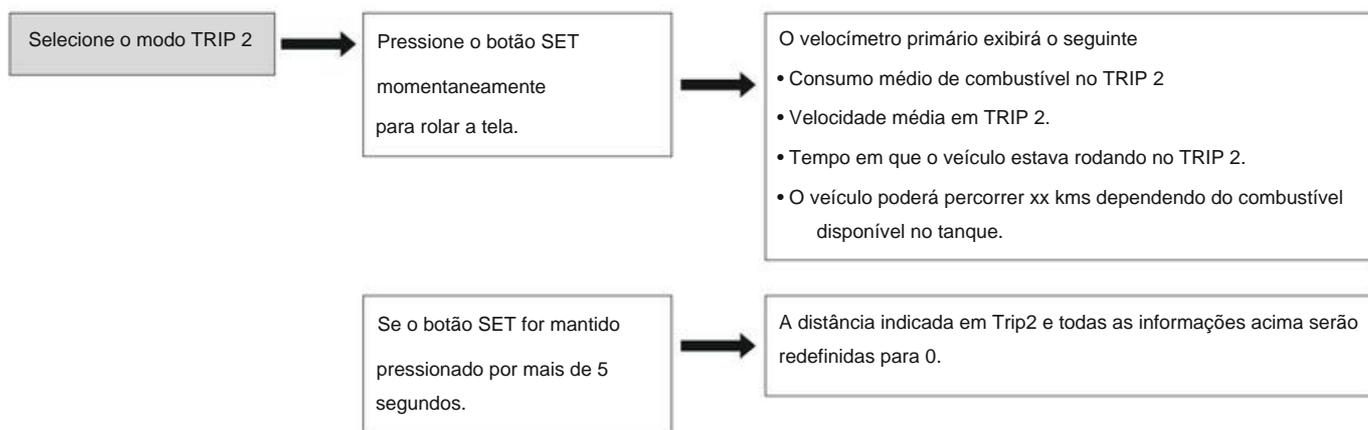 Selecione o modo TRIP 2
Pressione o botão SET
momentaneamente
para rolar a tela.
O velocímetro primário exibirá o seguinte
• Consumo médio de combustível no TRIP 2
• Velocidade média em TRIP 2.
• Tempo em que o veículo estava rodando no TRIP 2.
• O veículo poderá percorrer xx kms dependendo do combustível
disponível no tanque.
Se o botão SET for mantido
pressionado por mais de 5
segundos.
A distância indicada em Trip2 e todas as informações acima serão
redefinidas para 0.